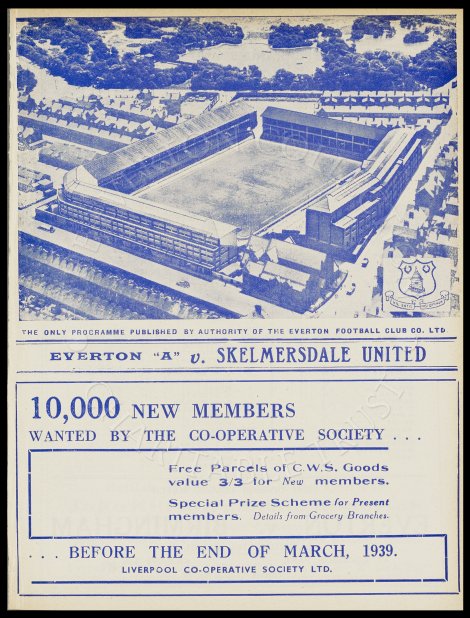 THE ONLY PROGRAMME PUBLISHED BY AUTHORITY OF THE EVERTON FOOTBALL CLUB CO. LTD
EVERTON "A" v. SKELMERSDALE UNITED
10,000 NEW MEMBERS
WANTED BY THE CO-OPERATIVE SOCIETY . . .
Free Parcels of C.W.S. Goods
value 3/3 for New members.
Special Prize Scheme for Present
members. Details from Grocery Branches.
. . . BEFORE THE END OF MARCH, 1939.
LIVERPOOL CO-OPERATIVE SOCIETY LTD.